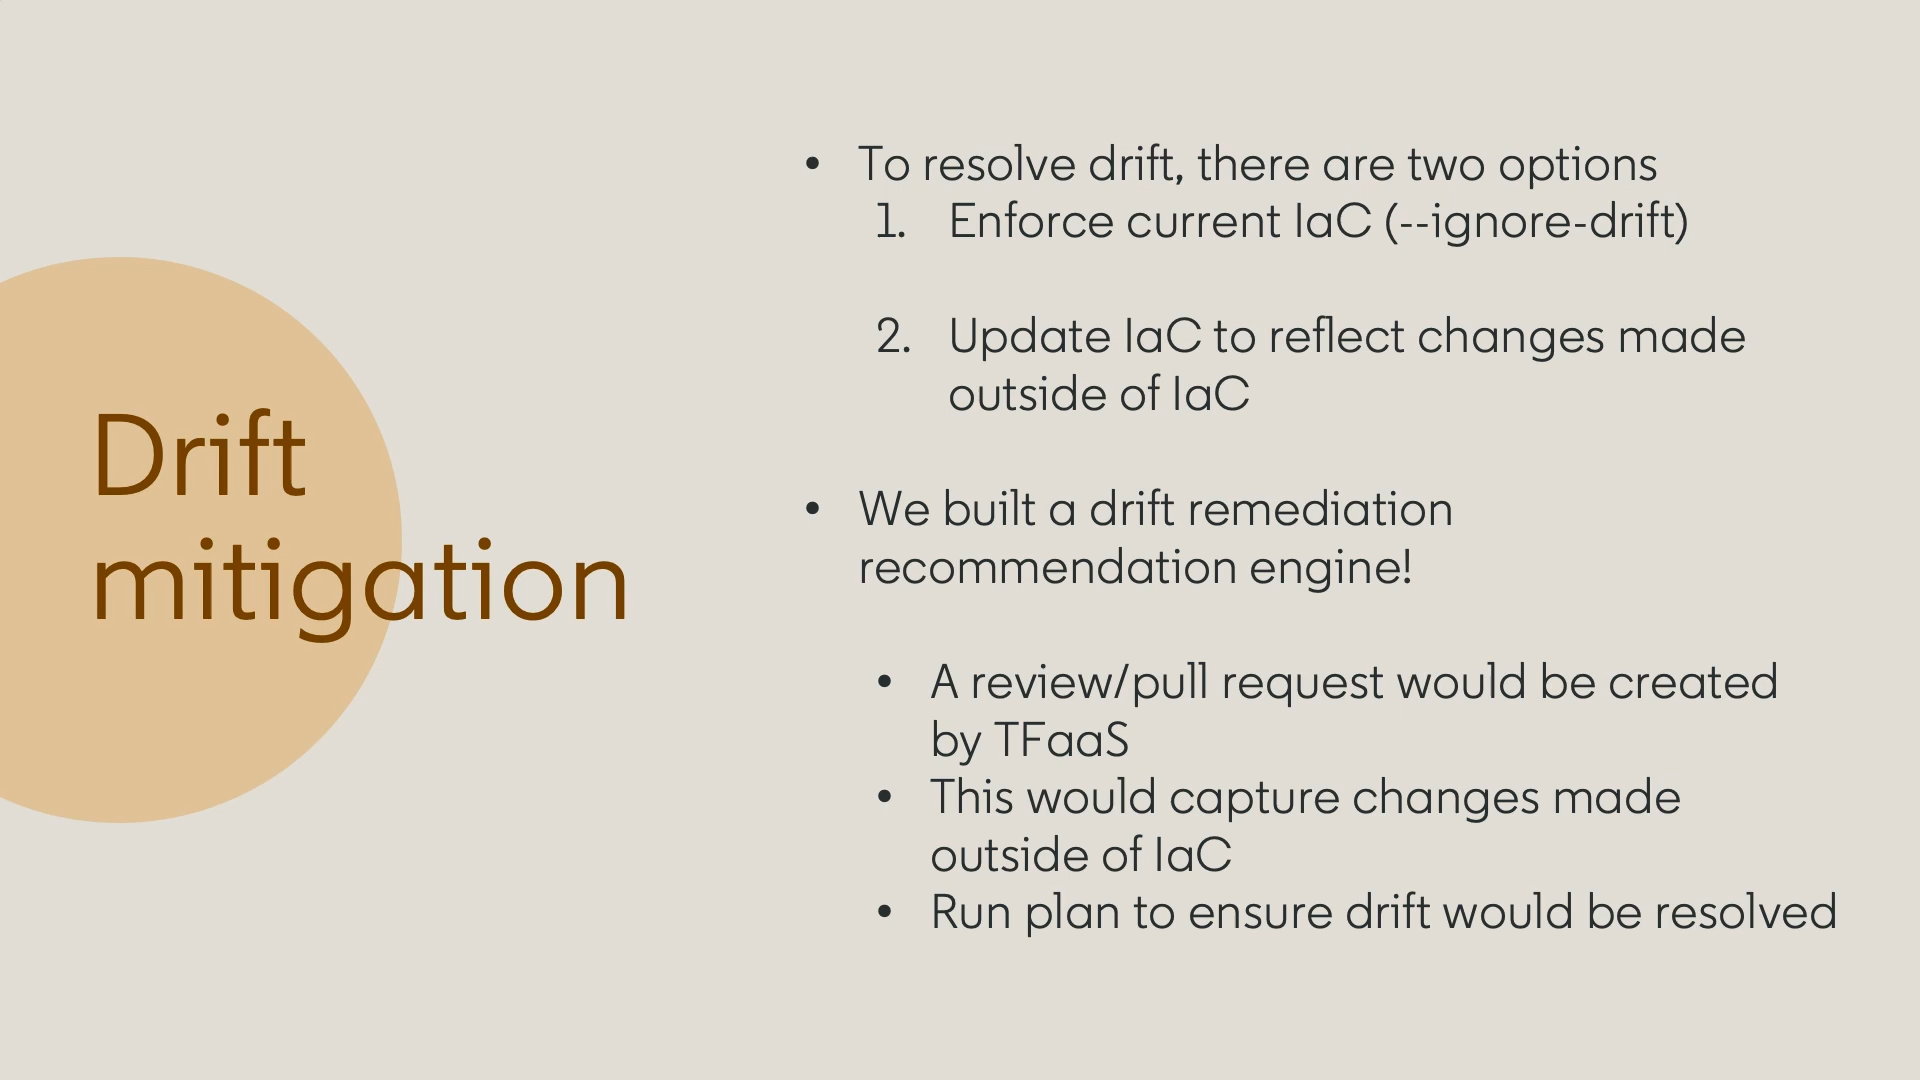 Drift
mitigation
• To resolve drift, there are two options
1. Enforce current IaC (--ignore-drift)
2. Update IaC to reflect changes made
outside of IaC
• We built a drift remediation
recommendation engine!
• A review/pull request would be created
by TFaaS
• This would capture changes made
outside of IaC
• Run plan to ensure drift would be resolved